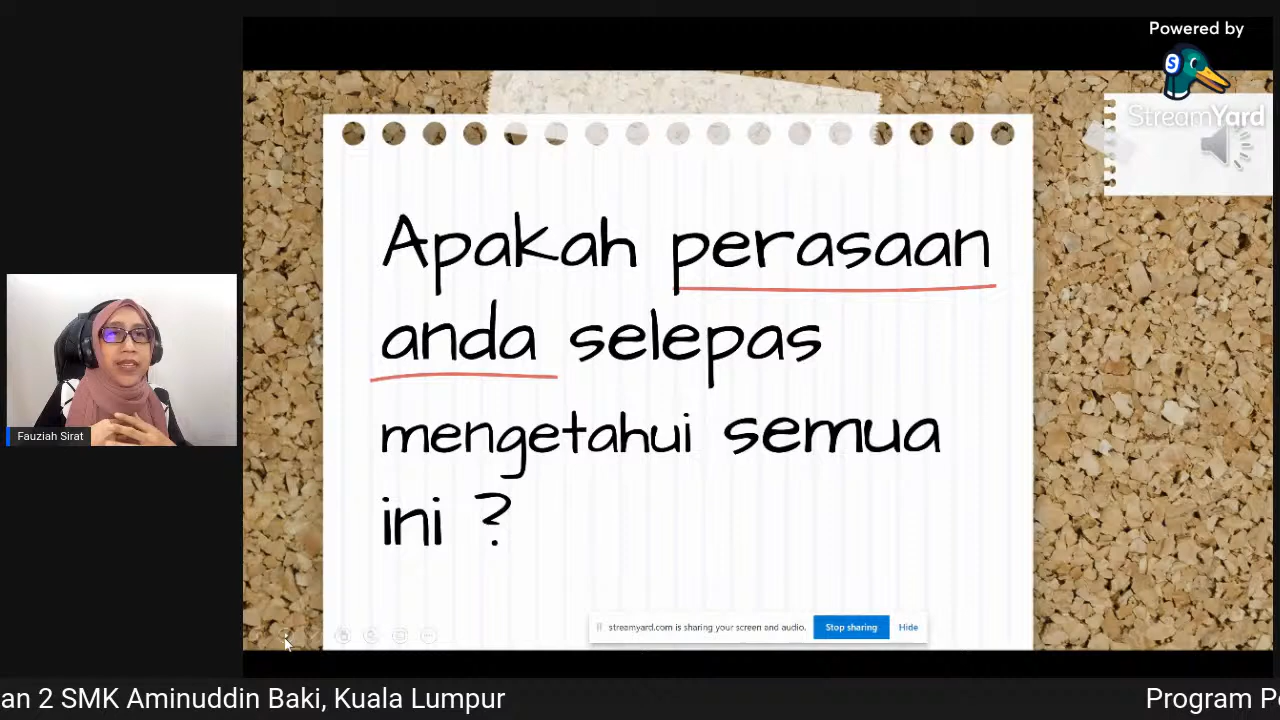 Powered by
StreamYard
Apakah perasaan
anda selepas
mengetahui semua
ini ?
Fauziah Sirat
streamyard.com is sharing your screen and audio.
Stop sharing
Hide
an 2 SMK Aminuddin Baki, Kuala Lumpur
Program Pe